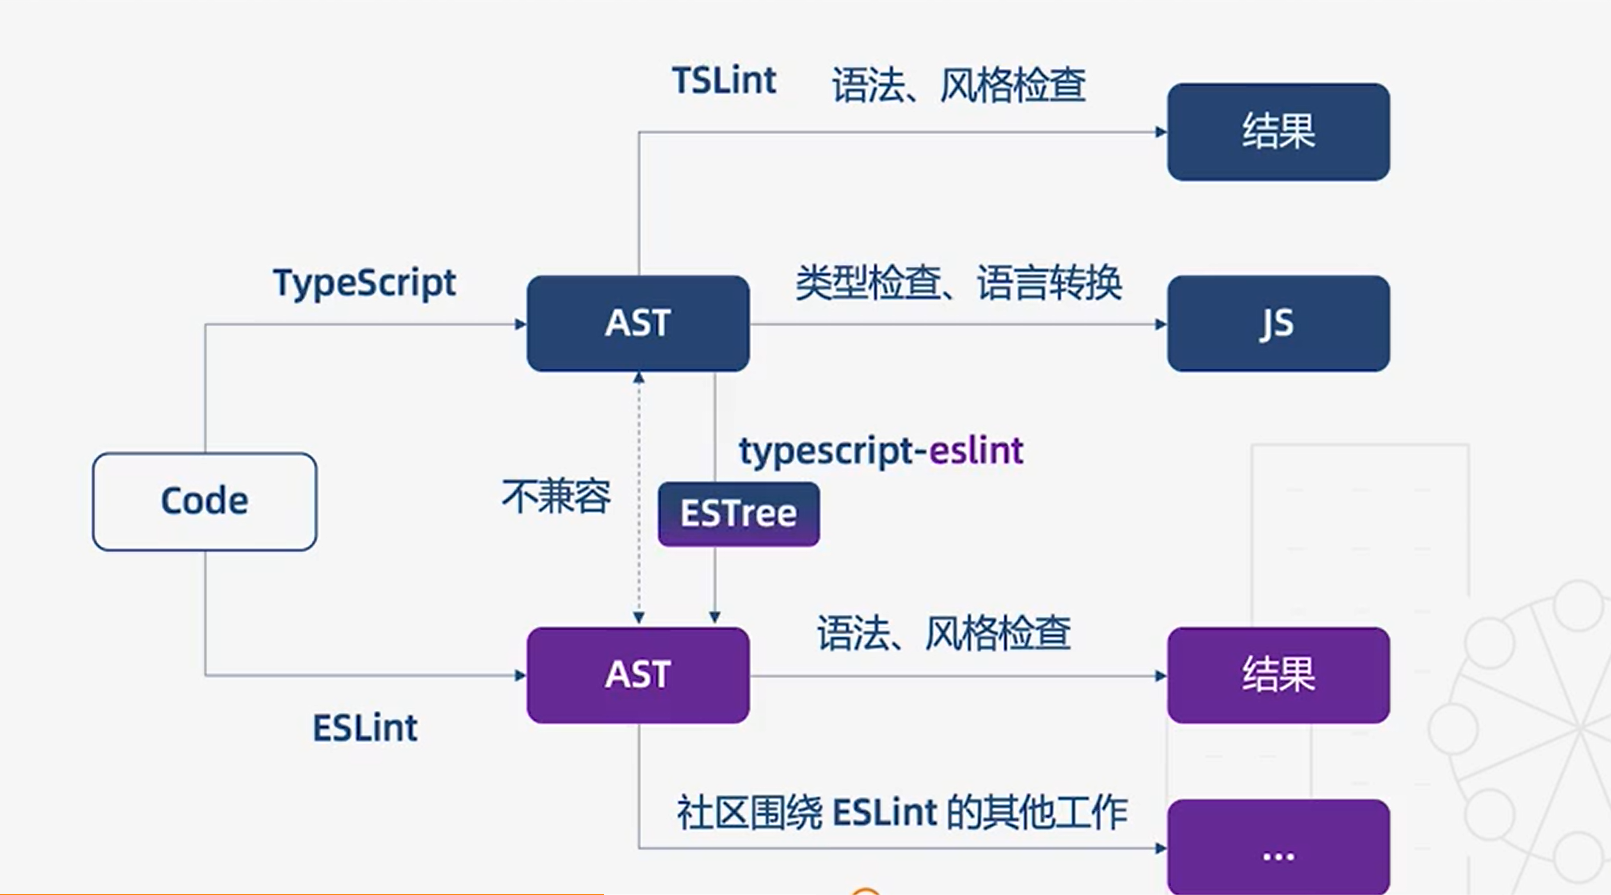 TSLint 语法、风格检查
结果
TypeScript
AST
类型检查、语言转换
JS
typescript-eslint
Code
不兼容
ESTree
语法、风格检查
AST
结果
ESLint
社区围绕 ESLint 的其他工作
...